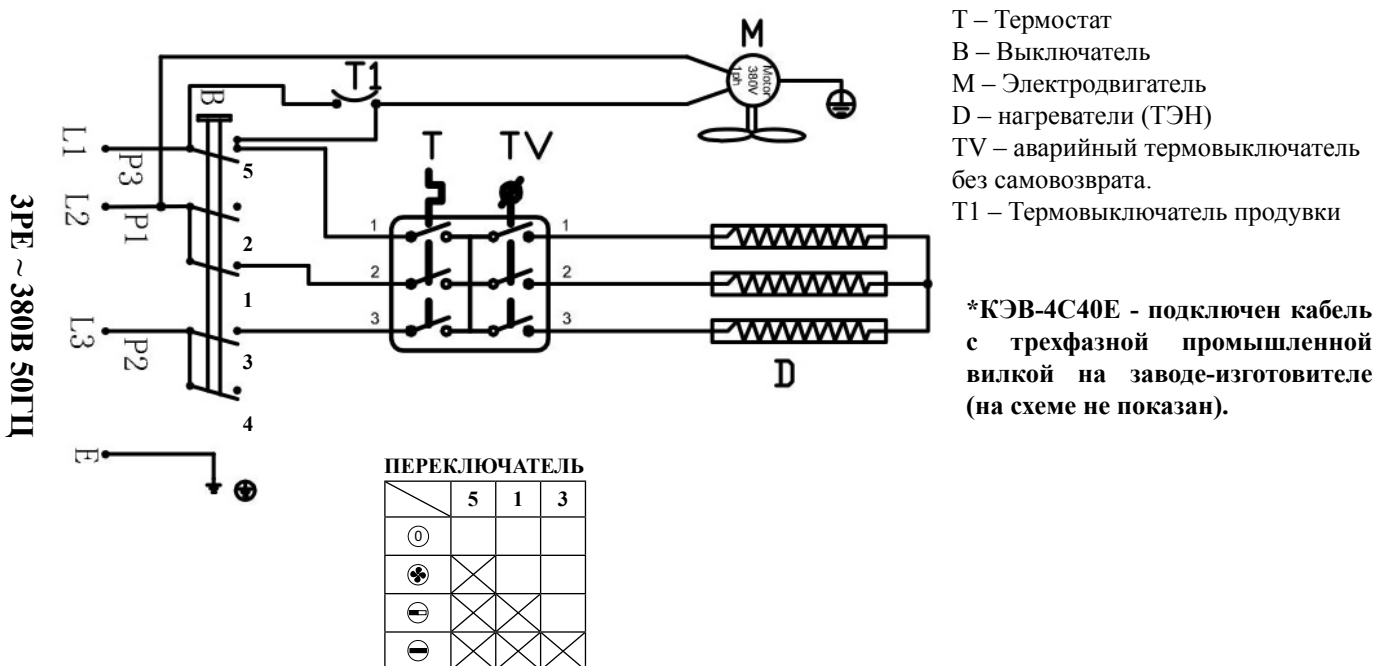 T – Термостат
В – Выключатель
М – Электродвигатель
D – нагреватели (ТЭН)
TV – аварийный термовыключатель
без самовозврата.
T1 – Термовыключатель продувки
*КЭВ-4С40Е - подключен кабель
с трехфазной промышленной
вилкой на заводе-изготовителе
(на схеме не показан).
3PE ~ 380В 50ГЦ
L1
P3
L2
P1
L3
P2
E
B
5
2
1
3
4
T1
M
Motor
380V
1ph
T
TV
1
2
3
1
2
3
D
ПЕРЕКЛЮЧАТЕЛЬ
5 1 3
0